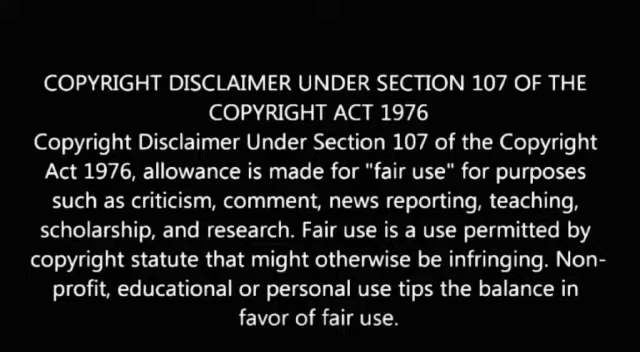 COPYRIGHT DISCLAIMER UNDER SECTION 107 OF THE
COPYRIGHT ACT 1976
Copyright Disclaimer Under Section 107 of the Copyright
Act 1976, allowance is made for "fair use" for purposes
such as criticism, comment, news reporting, teaching,
scholarship, and research. Fair use is a use permitted by
copyright statute that might otherwise be infringing. Non-
profit, educational or personal use tips the balance in
favor of fair use.